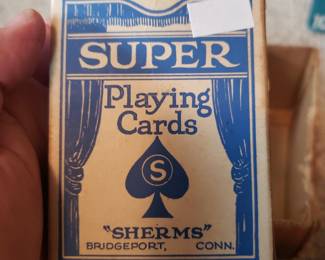 SUPER
Playing
Cards
S
"SHERMS"
BRIDGEPORT, CONN.